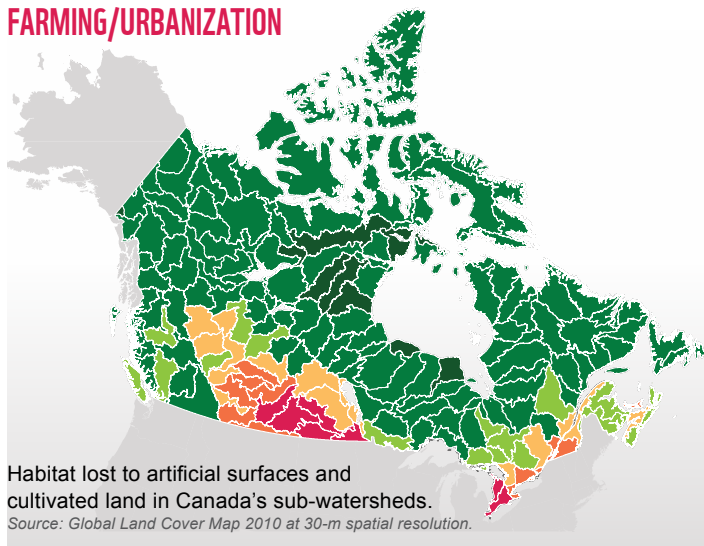 FARMING/URBANIZATION
Habitat lost to artificial surfaces and
cultivated land in Canada’s sub-watersheds.
Source: Global Land Cover Map 2010 at 30-m spatial resolution.